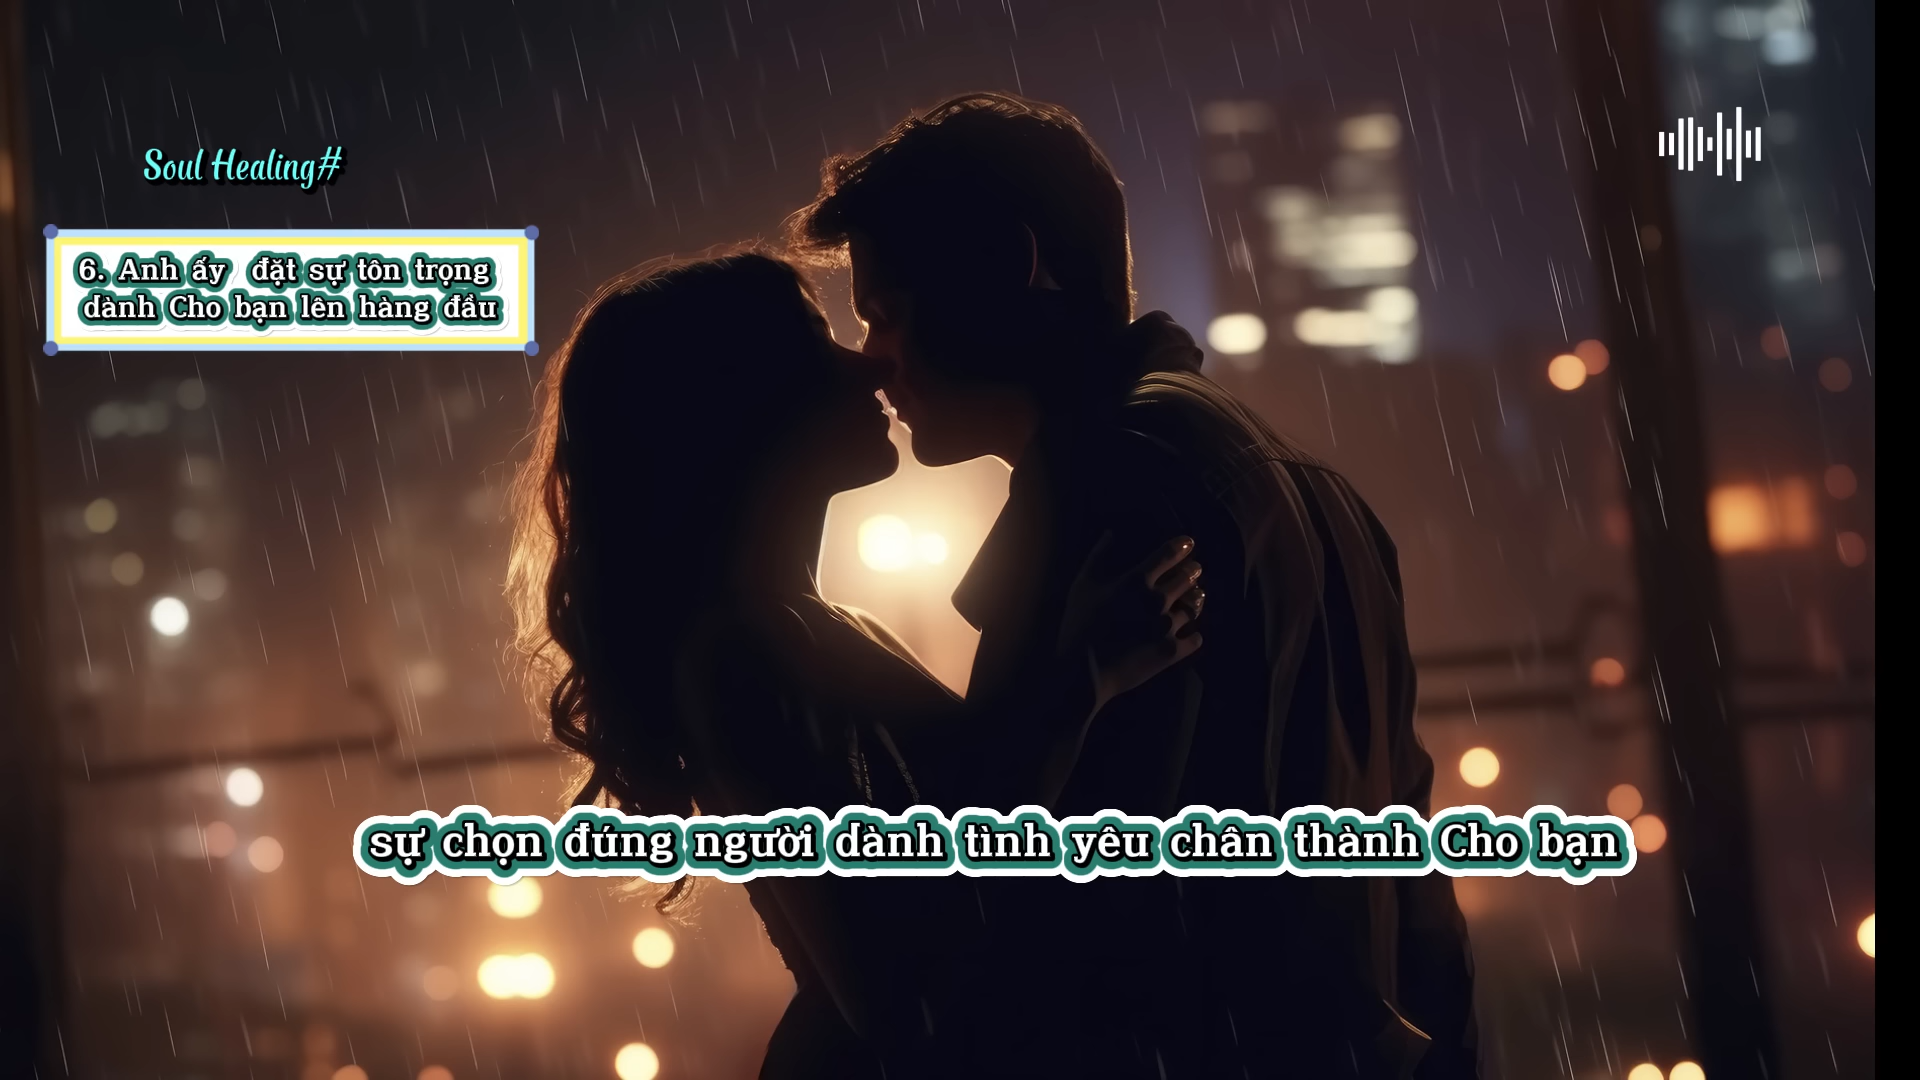 Soul Healing#
6. Anh ấy đặt sự tôn trọng
dành Cho bạn lên hàng đầu
sự chọn đúng người dành tình yêu chân thành Cho bạn